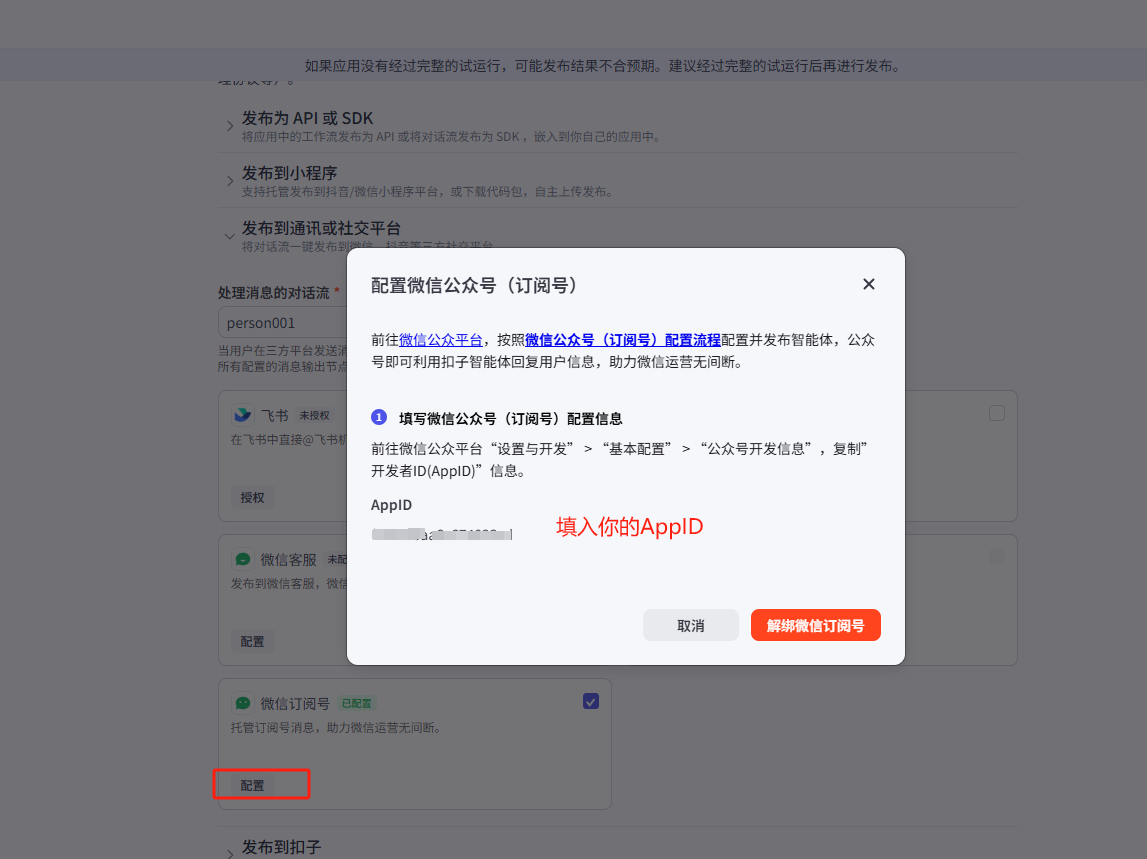 如果应用没有经过完整的试运行，可能发布结果不合预期。建议经过完整的试运行后再进行发布。
发布为 API 或 SDK
将应用中的工作流发布为 API 或将对话流发布为 SDK ，嵌入到你自己的应用中。
发布到小程序
支持托管发布到抖音/微信小程序平台，或下载代码包，自主上传发布。
发布到通讯或社交平台
将对话流一键发布到微信、抖音等三方社交平台
处理消息的对话流 *
person001
当用户在三方平台发送消
所有配置的消息输出节点
配置微信公众号（订阅号）
前往微信公众平台，按照微信公众号（订阅号）配置流程配置并发布智能体，公众
号即可利用扣子智能体回复用户信息，助力微信运营无间断。
1 填写微信公众号（订阅号）配置信息
前往微信公众平台“设置与开发” > “基本配置” > “公众号开发信息”，复制”
开发者ID(AppID)”信息。
AppID
填入你的AppID
取消
解绑微信订阅号
飞书 未授权
在飞书中直接@飞书机
授权
微信客服 未配
发布到微信客服，微信
配置
微信订阅号 已配置
托管订阅号消息，助力微信运营无间断。
配置
发布到扣子